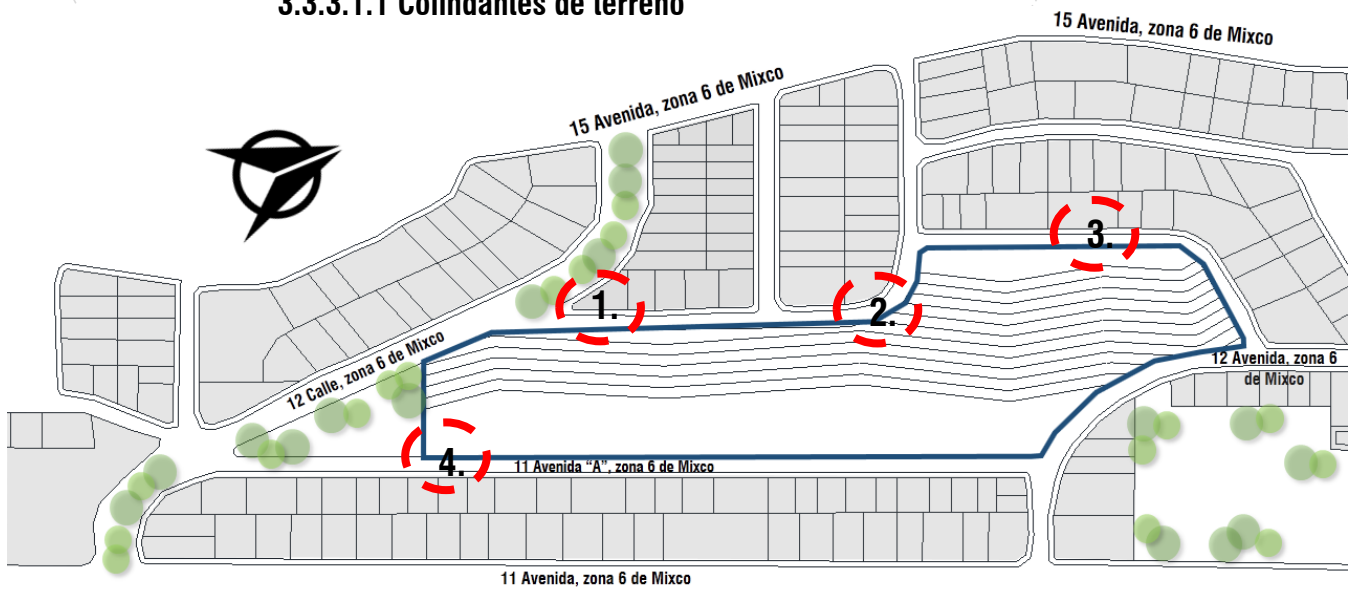 3.3.3.1.1 Colindantes de terreno
15 Avenida, zona 6 de Mixco
15 Avenida, zona 6 de Mixco
3.
1.
2.
12 Calle, zona 6 de Mixco
12 Avenida, zona 6
de Mixco
4.
11 Avenida “A”, zona 6 de Mixco
11 Avenida, zona 6 de Mixco